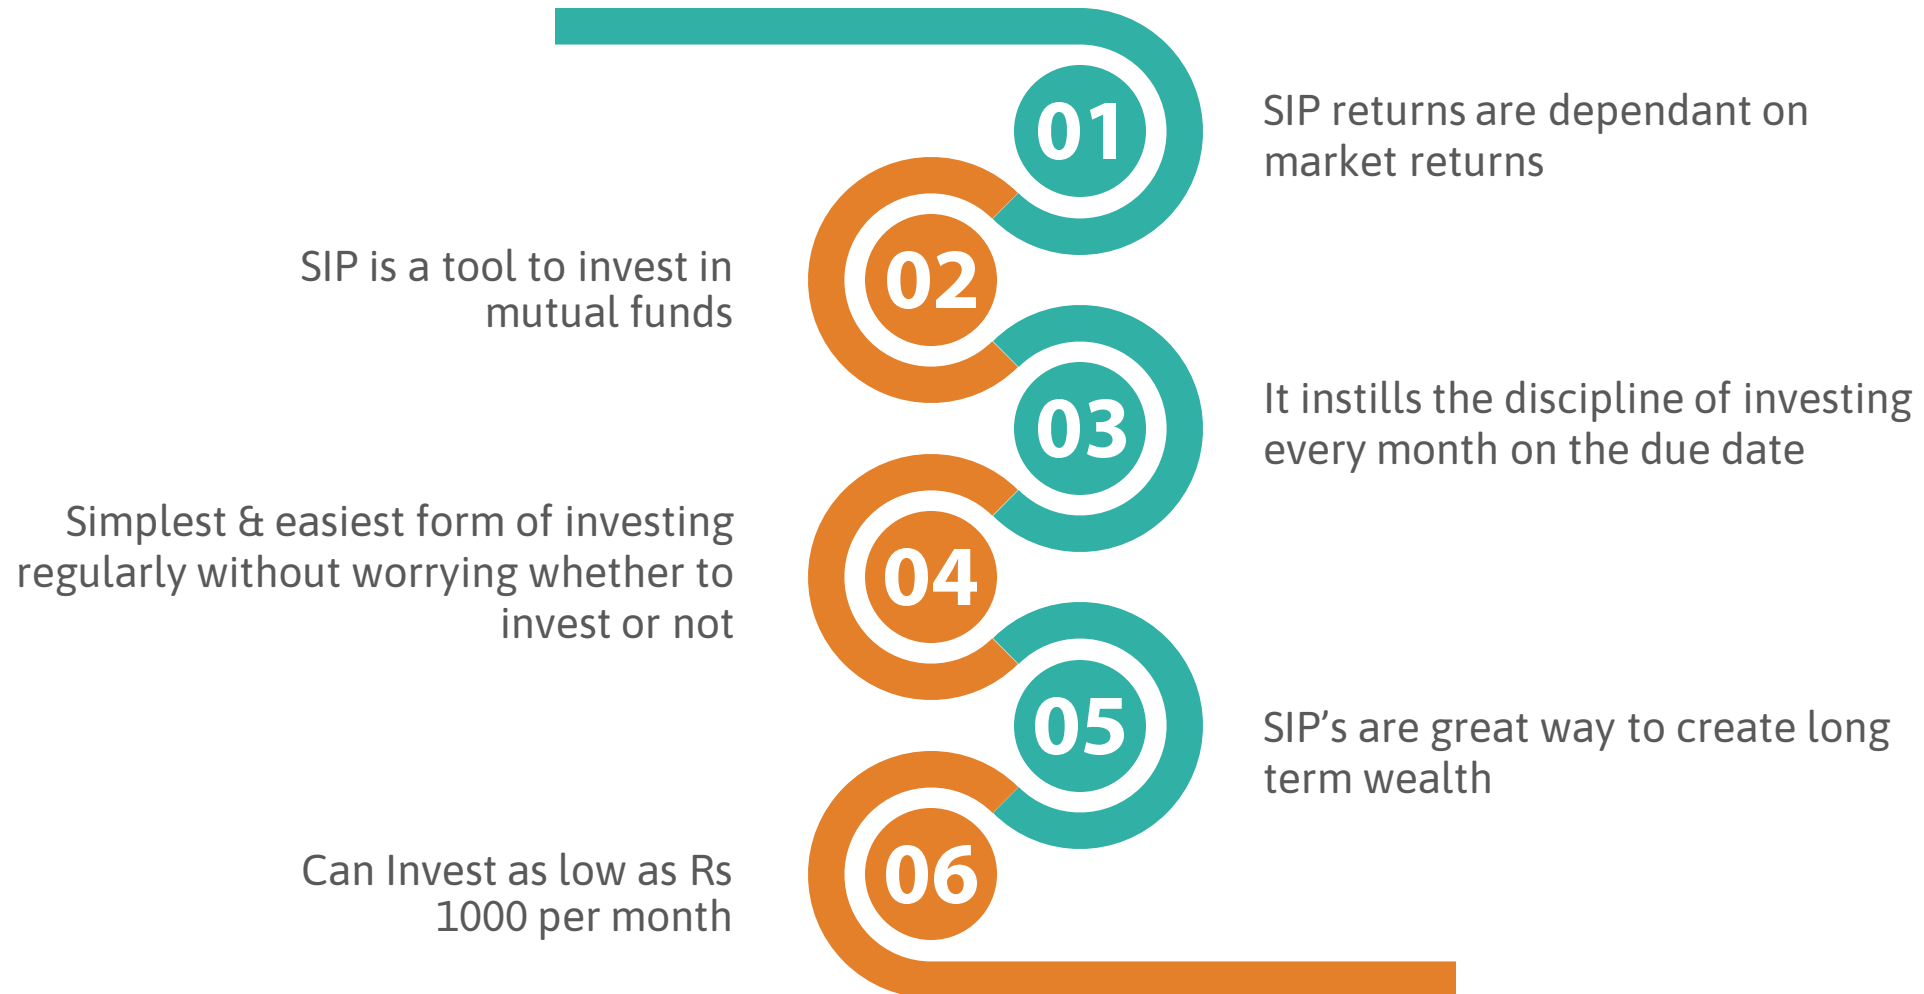 01
SIP returns are dependant on
market returns
02
SIP is a tool to invest in
mutual funds
03
It instills the discipline of investing
every month on the due date
04
Simplest & easiest form of investing
regularly without worrying whether to
invest or not
05
SIP’s are great way to create long
term wealth
06
Can Invest as low as Rs
1000 per month